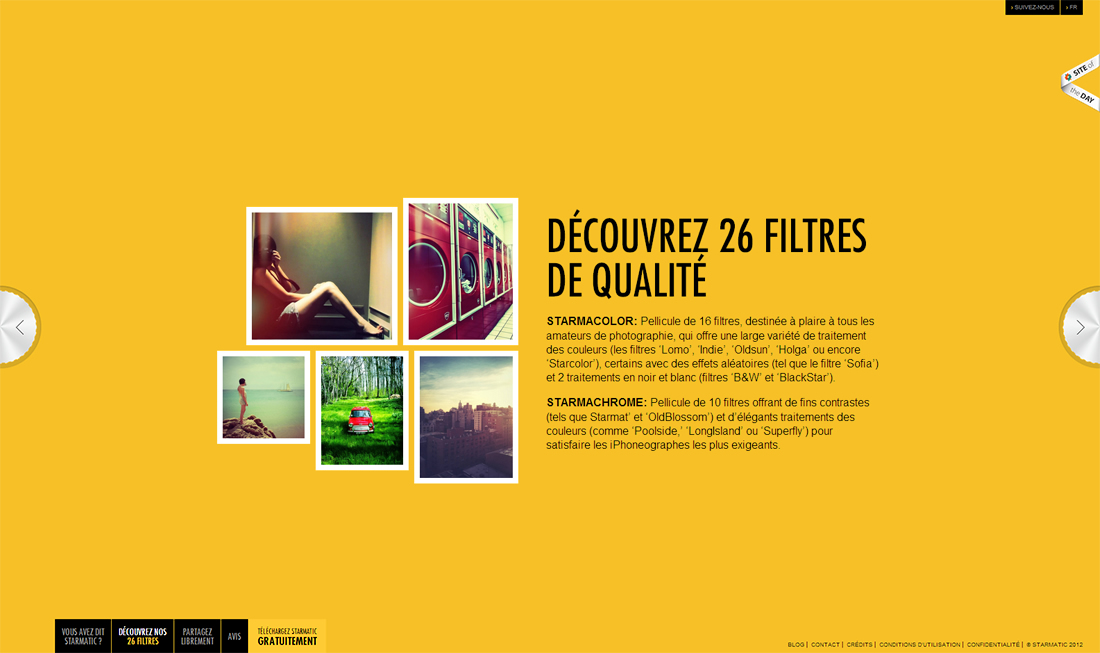 › SUIVEZ-NOUS
› FR
SITE of
the DAY
DÉCOUVREZ 26 FILTRES
DE QUALITÉ
STARMACOLOR: Pellicule de 16 filtres, destinée à plaire à tous les
amateurs de photographie, qui offre une large variété de traitement
des couleurs (les filtres ‘Lomo’, ‘Indie’, ‘Oldsun’, ‘Holga’ ou encore
‘Starcolor’), certains avec des effets aléatoires (tel que le filtre ‘Sofia’)
et 2 traitements en noir et blanc (filtres ‘B&W’ et ‘BlackStar’).
STARMACHROME: Pellicule de 10 filtres offrant de fins contrastes
(tels que Starmat’ et ‘OldBlossom’) et d’élégants traitements des
couleurs (comme ‘Poolside,’ ‘LongIsland’ ou ‘Superfly’) pour
satisfaire les iPhoneographes les plus exigeants.
VOUS AVEZ DIT
STARMATIC ?
DÉCOUVREZ NOS
26 FILTRES
PARTAGEZ
LIBREMENT
AVIS
TÉLÉCHARGEZ STARMATIC
GRATUITEMENT
BLOG | CONTACT | CRÉDITS | CONDITIONS D'UTILISATION | CONFIDENTIALITÉ | © STARMATIC 2012